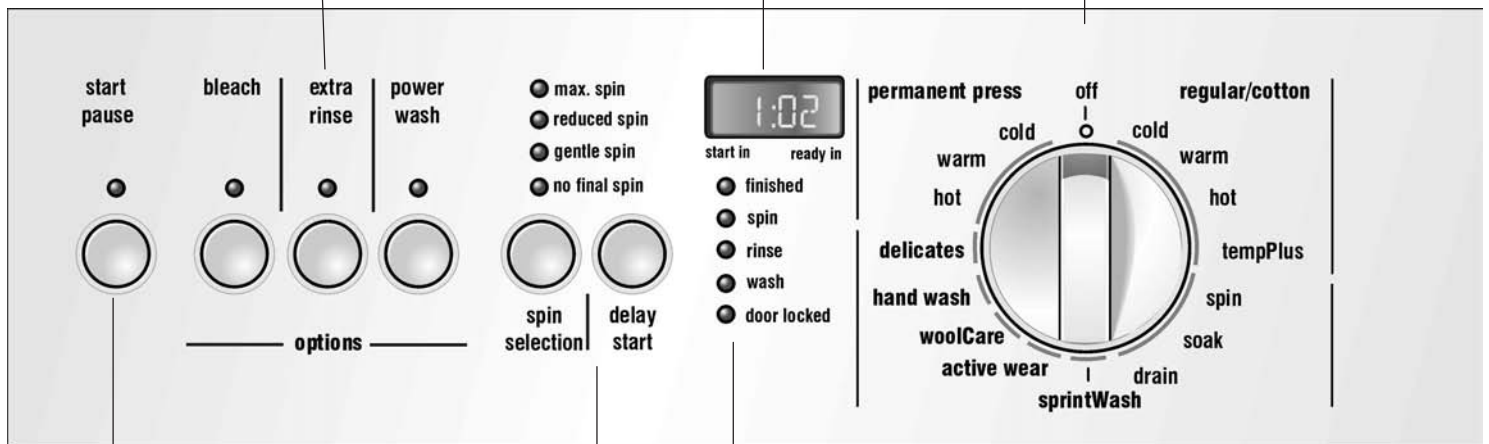 start
pause
bleach
extra
rinse
power
wash
options
max. spin
reduced spin
gentle spin
no final spin
spin
selection
delay
start
1:02
start in ready in
finished
spin
rinse
wash
door locked
permanent press
cold
warm
hot
delicates
hand wash
woolCare
active wear
off
regular/cotton
cold
warm
hot
tempPlus
spin
soak
drain
sprintWash